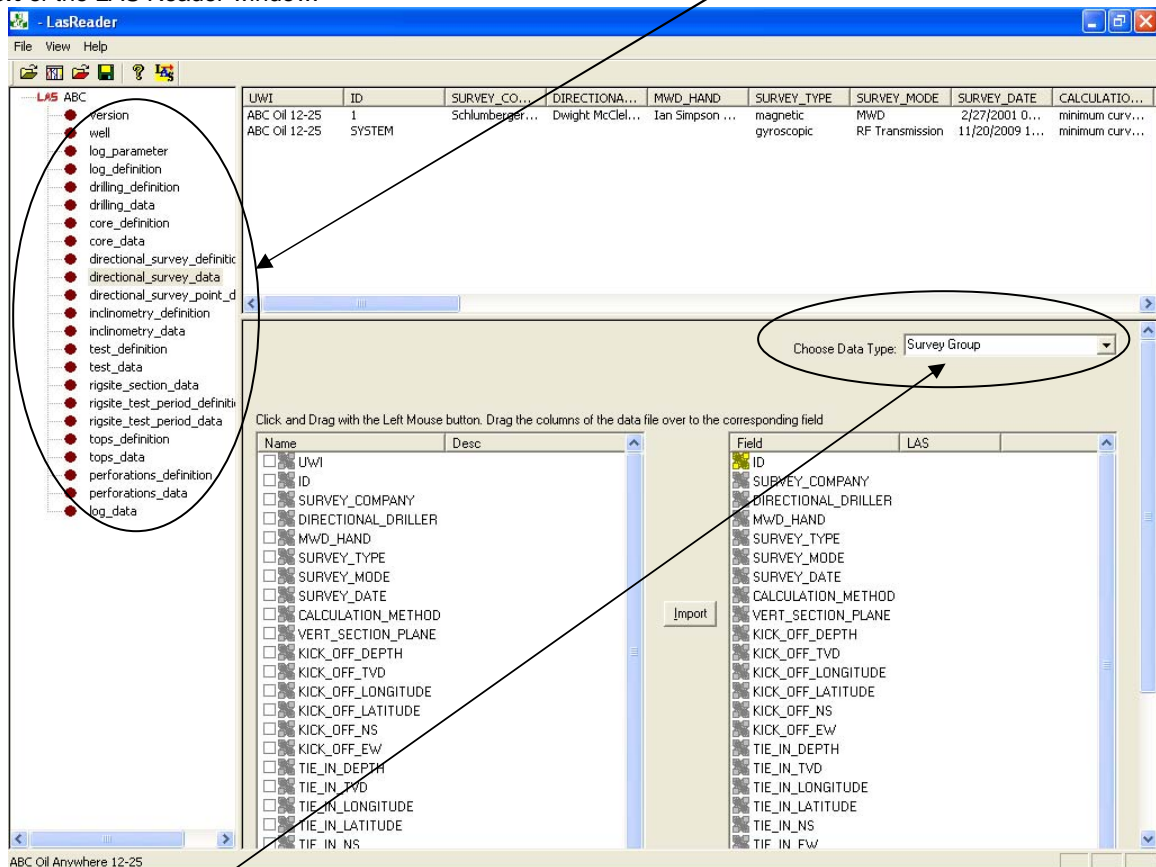 - LasReader
File View Help
LAS ABC
version
well
log_parameter
log_definition
drilling_definition
drilling_data
core_definition
core_data
directional_survey_definitic
directional_survey_data
directional_survey_point_d
inclinometry_definition
inclinometry_data
test_definition
test_data
rigsite_section_data
rigsite_test_period_definiti
rigsite_test_period_data
tops_definition
tops_data
perforations_definition
perforations_data
log_data
UWI ID SURVEY_CO... DIRECTIONA... MWD_HAND SURVEY_TYPE SURVEY_MODE SURVEY_DATE CALCULATIO...
ABC Oil 12-25 1 Schlumberger... Dwight McClel... Ian Simpson ... magnetic MWD 2/27/2001 0... minimum curv...
ABC Oil 12-25 SYSTEM gyroscopic RF Transmission 11/20/2009 1... minimum curv...
Choose Data Type: Survey Group
Click and Drag with the Left Mouse button. Drag the columns of the data file over to the corresponding field
Name Desc
UWI
ID
SURVEY_COMPANY
DIRECTIONAL_DRILLER
MWD_HAND
SURVEY_TYPE
SURVEY_MODE
SURVEY_DATE
CALCULATION_METHOD
VERT_SECTION_PLANE
KICK_OFF_DEPTH
KICK_OFF_TVD
KICK_OFF_LONGITUDE
KICK_OFF_LATITUDE
KICK_OFF_NS
KICK_OFF_EW
TIE_IN_DEPTH
TIE_IN_TVD
TIE_IN_LONGITUDE
TIE_IN_LATITUDE
TIE_IN_NS
Import
Field LAS
ID
SURVEY_COMPANY
DIRECTIONAL_DRILLER
MWD_HAND
SURVEY_TYPE
SURVEY_MODE
SURVEY_DATE
CALCULATION_METHOD
VERT_SECTION_PLANE
KICK_OFF_DEPTH
KICK_OFF_TVD
KICK_OFF_LONGITUDE
KICK_OFF_LATITUDE
KICK_OFF_NS
KICK_OFF_EW
TIE_IN_DEPTH
TIE_IN_TVD
TIE_IN_LONGITUDE
TIE_IN_LATITUDE
TIE_IN_NS
TIE_IN_EW
ABC Oil Anywhere 12-25